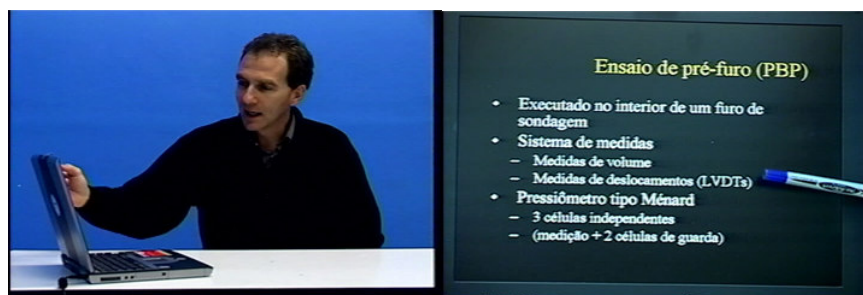 Ensaio de pré-furo (PBP)
• Executado no interior de um furo de
sondagem
• Sistema de medidas
– Medidas de volume
– Medidas de deslocamentos (LVDTs)
• Pressiômetro tipo Ménard
– 3 células independentes
– (medição + 2 células de guarda)